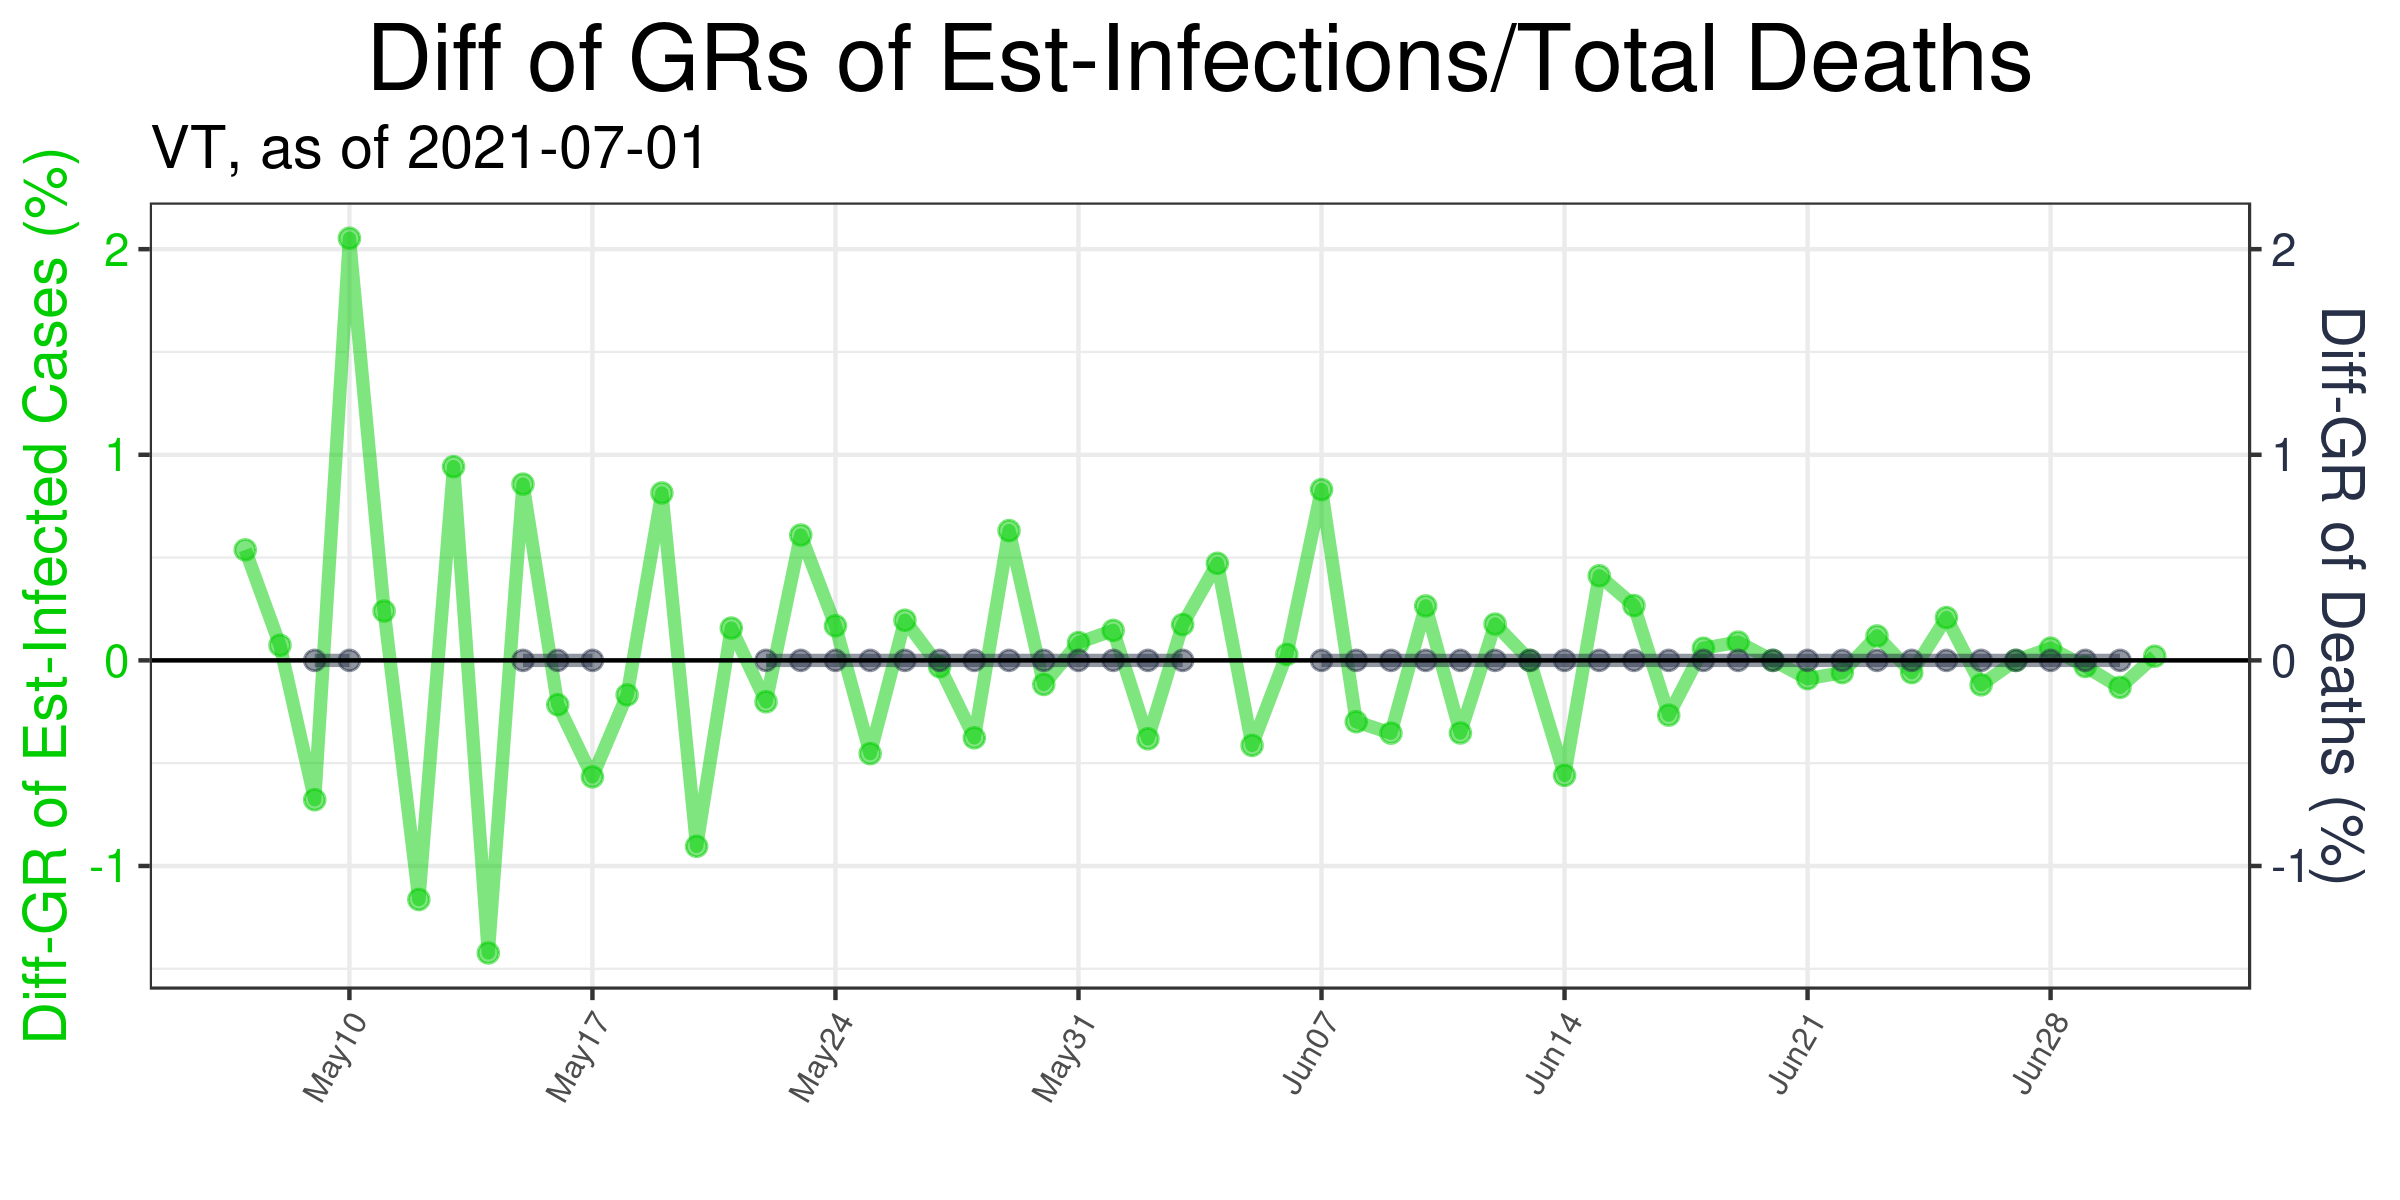 Diff of GRs of Est-Infections/Total Deaths
VT, as of 2021-07-01
Diff-GR of Est-Infected Cases (%)
2
1
0
-1
2
1
0
-1
Diff-GR of Deaths (%)
May10
May17
May24
May31
Jun07
Jun14
Jun21
Jun28